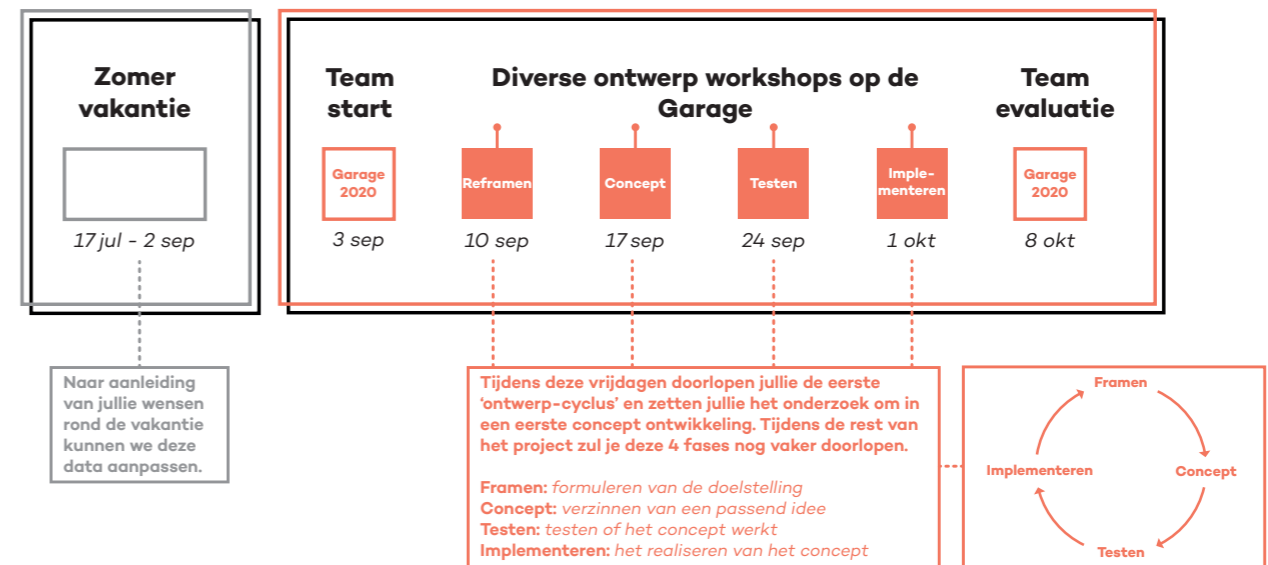 Zomer
vakantie
17 jul - 2 sep
Naar aanleiding
van jullie wensen
rond de vakantie
kunnen we deze
data aanpassen.
Team
start
Garage
2020
3 sep
Diverse ontwerp workshops op de
Garage
Reframen
10 sep
Concept
17 sep
Testen
24 sep
Imple-
menteren
1 okt
Team
evaluatie
Garage
2020
8 okt
Tijdens deze vrijdagen doorlopen jullie de eerste
‘ontwerp-cyclus’ en zetten jullie het onderzoek om in
een eerste concept ontwikkeling. Tijdens de rest van
het project zul je deze 4 fases nog vaker doorlopen.
Framen: formuleren van de doelstelling
Concept: verzinnen van een passend idee
Testen: testen of het concept werkt
Implementeren: het realiseren van het concept
Framen
Concept
Testen
Implementeren